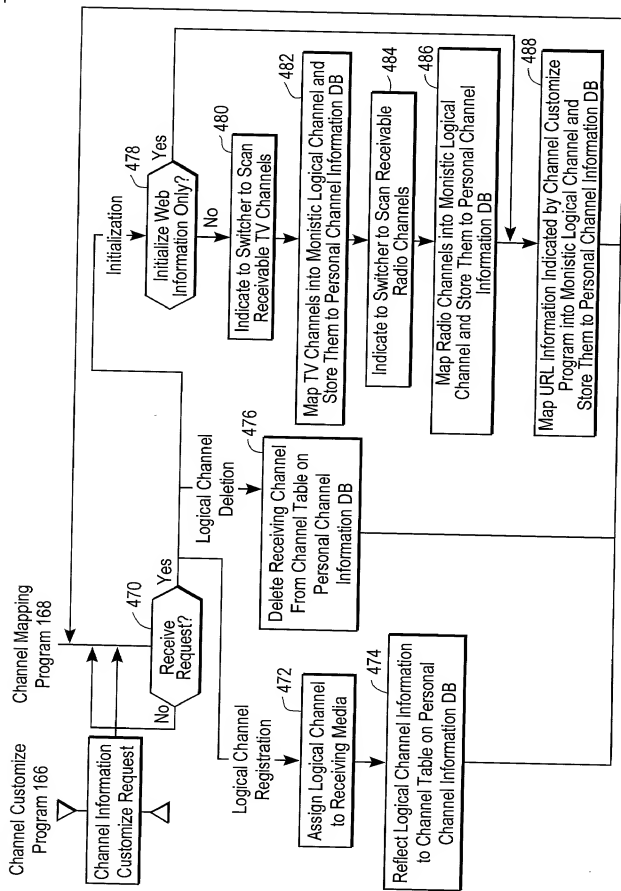 Channel Customize
Program 166
Channel Mapping
Program 168
Channel Information
Customize Request
No
470
Receive
Request?
Yes
Initialization
478
Initialize Web
Information Only?
Yes
No
480
Indicate to Switcher to Scan
Receivable TV Channels
482
Map TV Channels into Monistic Logical Channel and
Store Them to Personal Channel Information DB
484
Indicate to Switcher to Scan Receivable
Radio Channels
486
Map Radio Channels into Monistic Logical
Channel and Store Them to Personal Channel
Information DB
488
Map URL Information Indicated by Channel Customize
Program into Monistic Logical Channel and
Store Them to Personal Channel Information DB
Logical Channel
Deletion
476
Delete Receiving Channel
From Channel Table on
Personal Channel
Information DB
Logical Channel
Registration
472
Assign Logical Channel
to Receiving Media
474
Reflect Logical Channel Information
to Channel Table on Personal
Channel Information DB